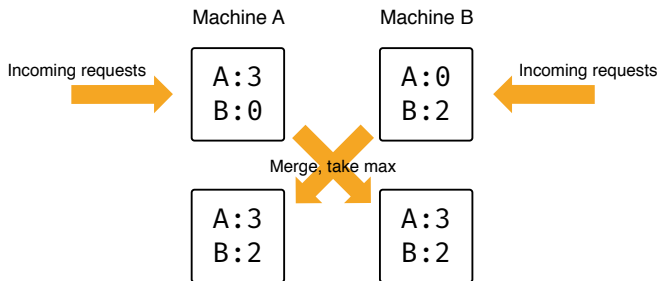 Machine A
Machine B
Incoming requests
A:3
B:0
A:0
B:2
Incoming requests
Merge, take max
A:3
B:2
A:3
B:2